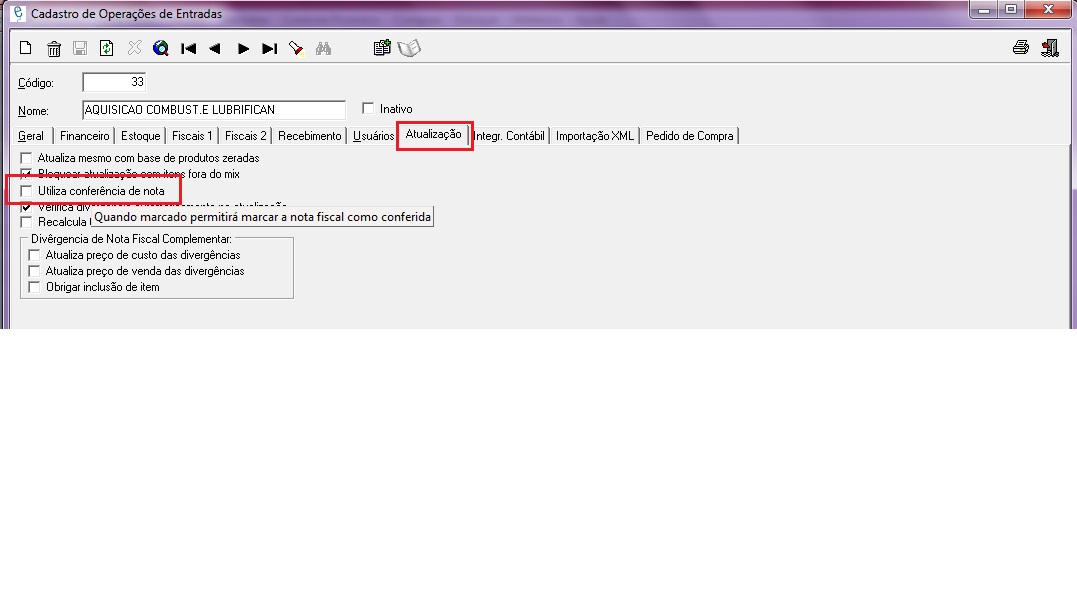 Cadastro de Operações de Entradas
Código: 33
Nome: AQUISICAO COMBUST.E LUBRIFICAN Inativo
Geral Financeiro Estoque Fiscais 1 Fiscais 2 Recebimento Usuários Atualização Integr. Contábil Importação XML Pedido de Compra
Atualiza mesmo com base de produtos zeradas
Bloquear atualização com itens fora do mix
Utiliza conferência de nota
Verifica atualização
Recalcula
Quando marcado permitirá marcar a nota fiscal como conferida
Divêrgencia de Nota Fiscal Complementar:
Atualiza preço de custo das divergências
Atualiza preço de venda das divergências
Obrigar inclusão de item